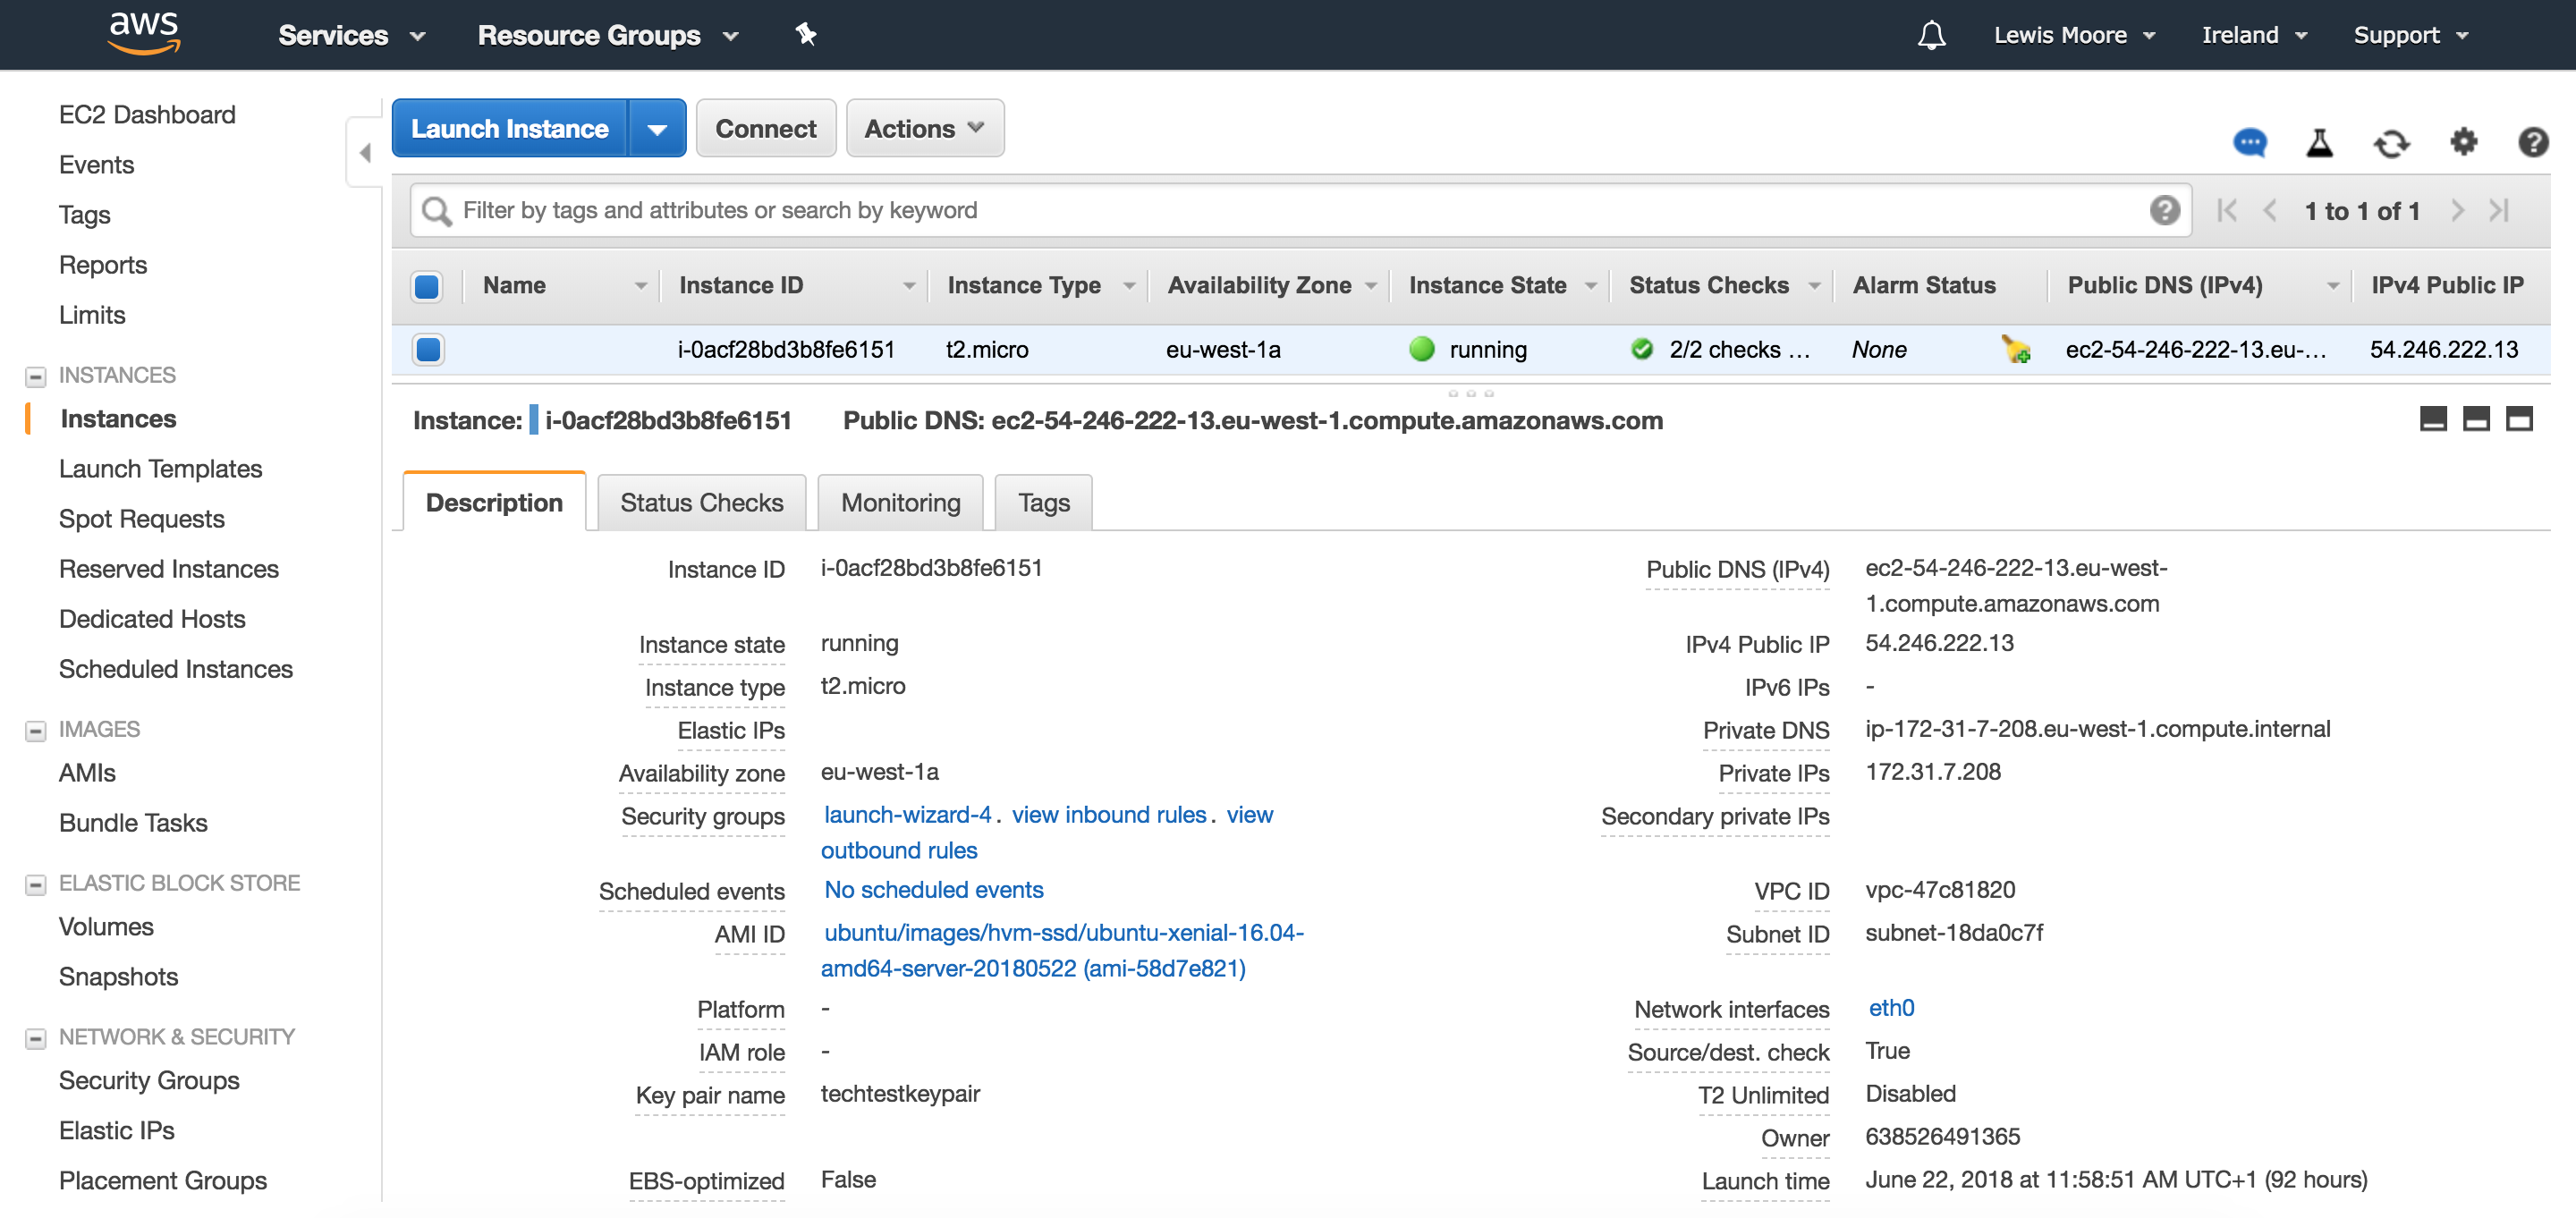 aws Services Resource Groups Lewis Moore Ireland Support
EC2 Dashboard
Events
Tags
Reports
Limits
INSTANCES
Instances
Launch Templates
Spot Requests
Reserved Instances
Dedicated Hosts
Scheduled Instances
IMAGES
AMIs
Bundle Tasks
ELASTIC BLOCK STORE
Volumes
Snapshots
NETWORK & SECURITY
Security Groups
Elastic IPs
Placement Groups
Launch Instance Connect Actions
Filter by tags and attributes or search by keyword 1 to 1 of 1
Name Instance ID Instance Type Availability Zone Instance State Status Checks Alarm Status Public DNS (IPv4) IPv4 Public IP
i-0acf28bd3b8fe6151 t2.micro eu-west-1a running 2/2 checks ... None ec2-54-246-222-13.eu-... 54.246.222.13
Instance: i-0acf28bd3b8fe6151 Public DNS: ec2-54-246-222-13.eu-west-1.compute.amazonaws.com
Description Status Checks Monitoring Tags
Instance ID i-0acf28bd3b8fe6151
Instance state running
Instance type t2.micro
Elastic IPs
Availability zone eu-west-1a
Security groups launch-wizard-4. view inbound rules. view
outbound rules
Scheduled events No scheduled events
AMI ID ubuntu/images/hvm-ssd/ubuntu-xenial-16.04-
amd64-server-20180522 (ami-58d7e821)
Platform -
IAM role -
Key pair name techtestkeypair
EBS-optimized False
Public DNS (IPv4) ec2-54-246-222-13.eu-west-
1.compute.amazonaws.com
IPv4 Public IP 54.246.222.13
IPv6 IPs -
Private DNS ip-172-31-7-208.eu-west-1.compute.internal
Private IPs 172.31.7.208
Secondary private IPs
VPC ID vpc-47c81820
Subnet ID subnet-18da0c7f
Network interfaces eth0
Source/dest. check True
T2 Unlimited Disabled
Owner 638526491365
Launch time June 22, 2018 at 11:58:51 AM UTC+1 (92 hours)